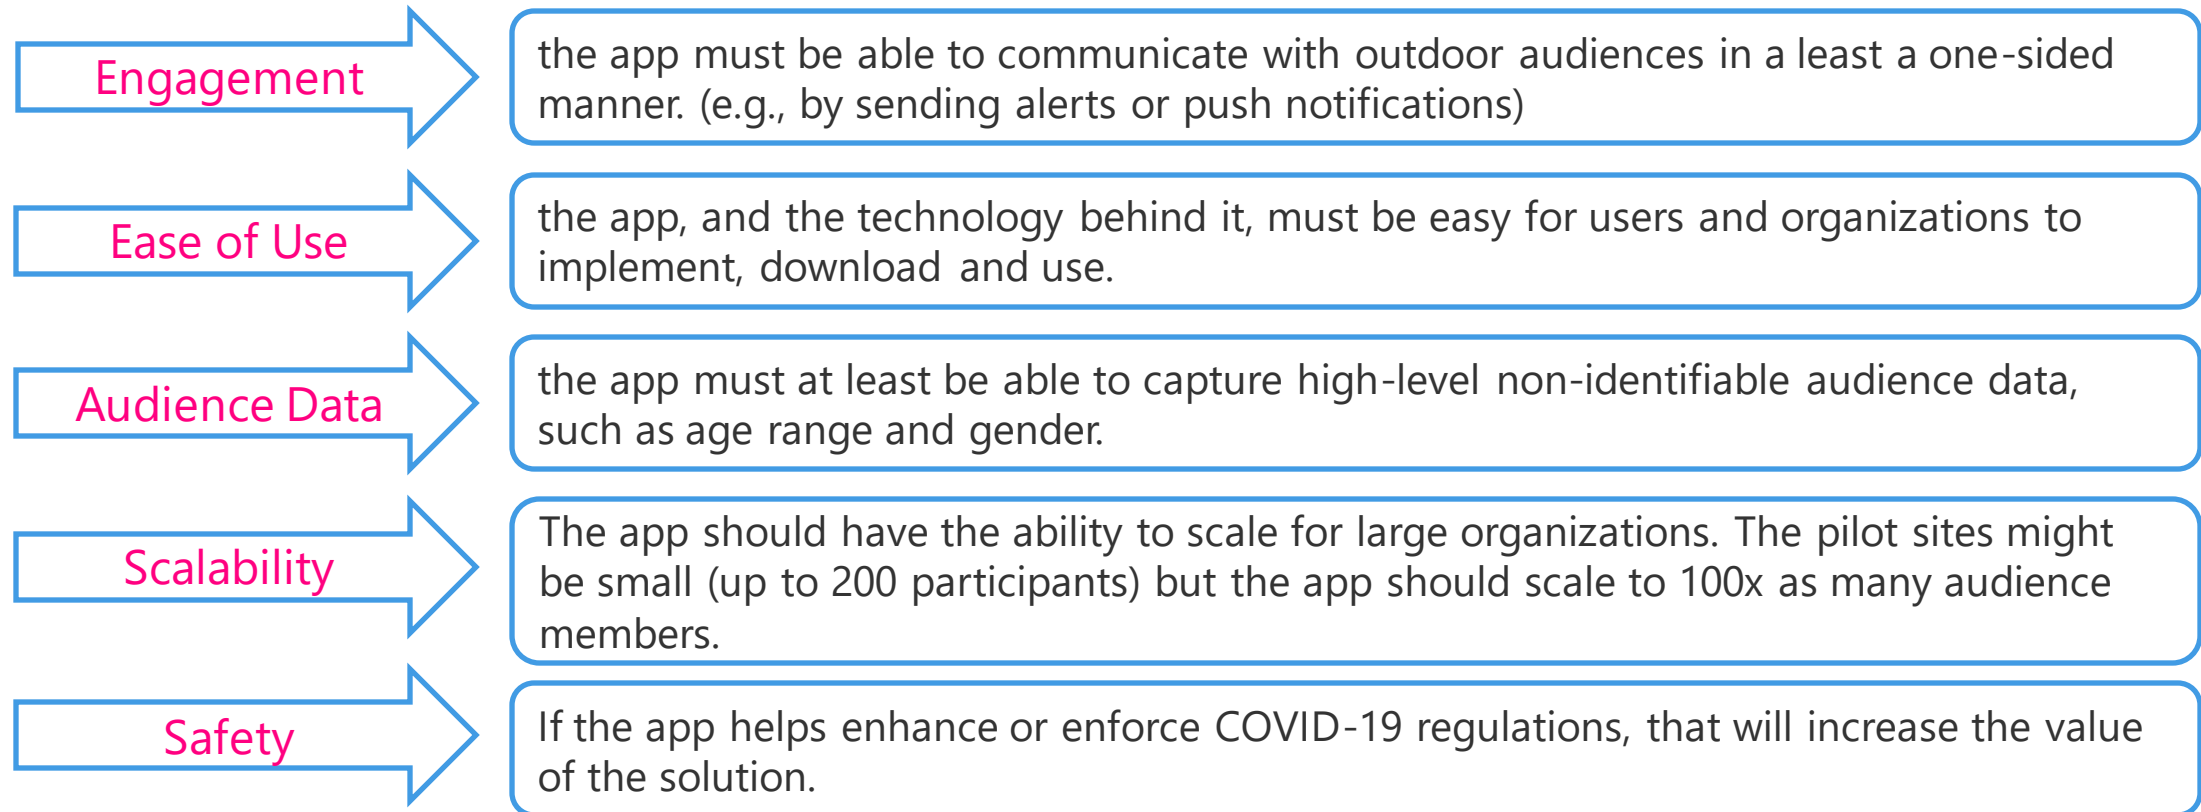 Engagement
the app must be able to communicate with outdoor audiences in a least a one-sided
manner. (e.g., by sending alerts or push notifications)
Ease of Use
the app, and the technology behind it, must be easy for users and organizations to
implement, download and use.
Audience Data
the app must at least be able to capture high-level non-identifiable audience data,
such as age range and gender.
Scalability
The app should have the ability to scale for large organizations. The pilot sites might
be small (up to 200 participants) but the app should scale to 100x as many audience
members.
Safety
If the app helps enhance or enforce COVID-19 regulations, that will increase the value
of the solution.